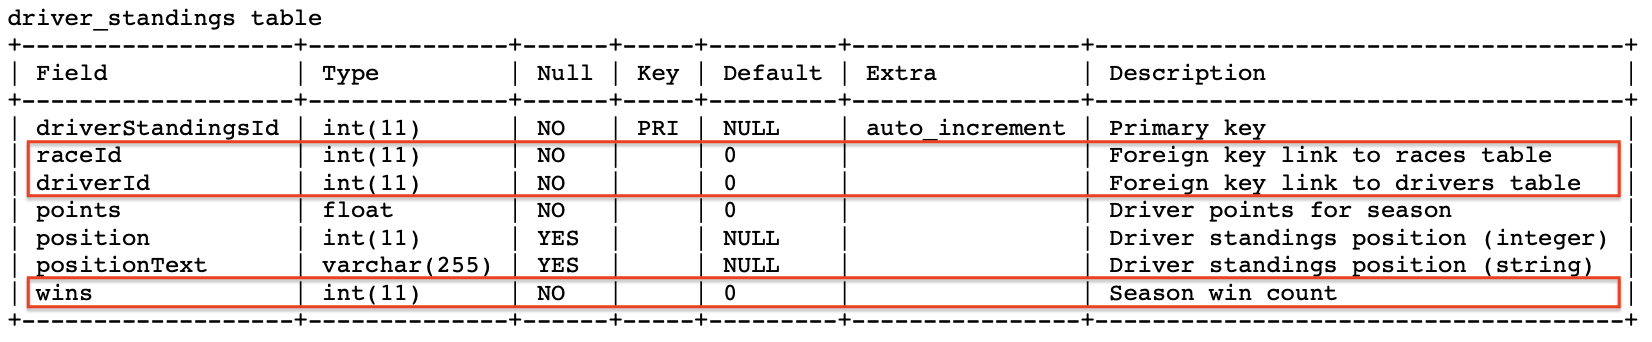 driver_standings table
+-------------------+--------------+------+-----+---------+----------------+-------------------------------------+
| Field | Type | Null | Key | Default | Extra | Description |
+-------------------+--------------+------+-----+---------+----------------+-------------------------------------+
| driverStandingsId | int(11) | NO | PRI | NULL | auto_increment | Primary key |
| raceId | int(11) | NO | | 0 | | Foreign key link to races table |
| driverId | int(11) | NO | | 0 | | Foreign key link to drivers table |
| points | float | NO | | 0 | | Driver points for season |
| position | int(11) | YES | | NULL | | Driver standings position (integer) |
| positionText | varchar(255) | YES | | NULL | | Driver standings position (string) |
| wins | int(11) | NO | | 0 | | Season win count |
+-------------------+--------------+------+-----+---------+----------------+-------------------------------------+